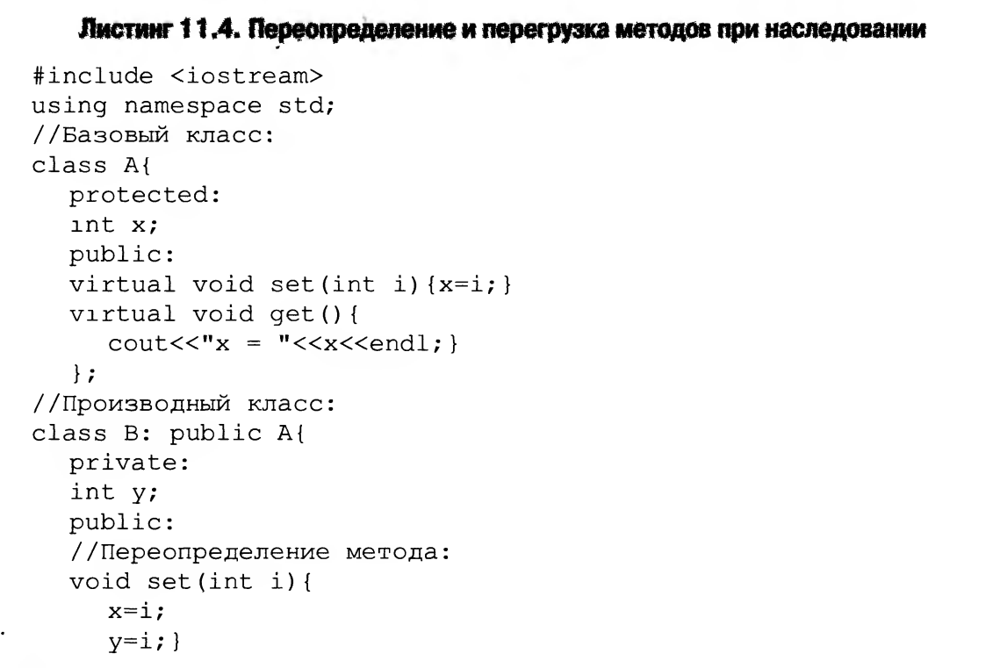 Листинг 11.4. Переопределение и перегрузка методов при наследовании
#include <iostream>
using namespace std;
//Базовый класс:
class A{
protected:
int x;
public:
virtual void set(int i){x=i;}
virtual void get(){
cout<<"x = "<<x<<endl;}
};
//Производный класс:
class B: public A{
private:
int y;
public:
//Переопределение метода:
void set(int i){
x=i;
y=i;}